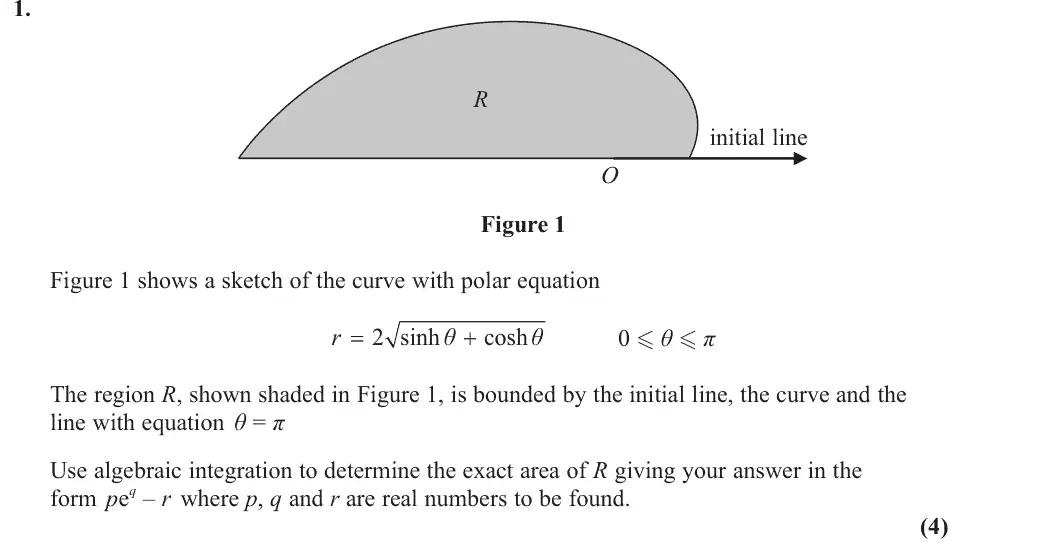 1.
R
initial line
O
Figure 1
Figure 1 shows a sketch of the curve with polar equation
r = 2√(sinh θ + cosh θ)    0 ⩽ θ ⩽ π
The region R, shown shaded in Figure 1, is bounded by the initial line, the curve and the
line with equation θ = π
Use algebraic integration to determine the exact area of R giving your answer in the
form pe^q – r where p, q and r are real numbers to be found.
(4)